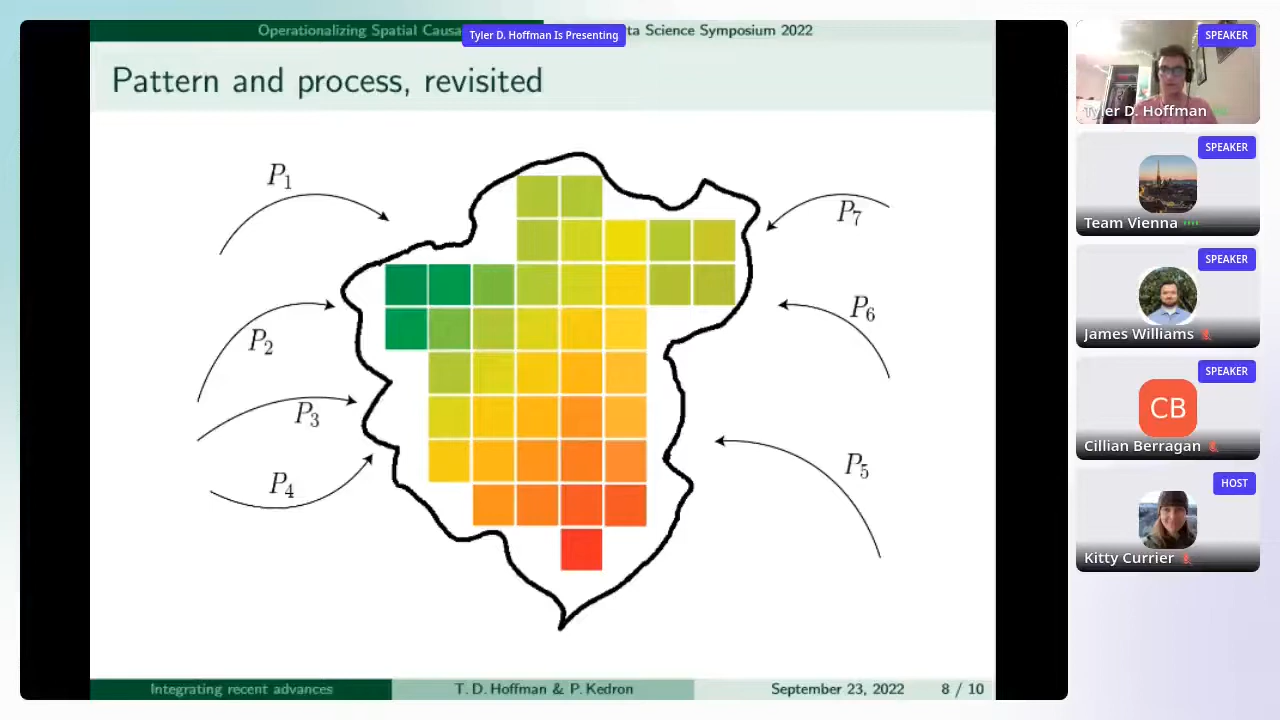 Operationalizing Spatial Causa
Tyler D. Hoffman Is Presenting
ta Science Symposium 2022
Pattern and process, revisited
P1
P2
P3
P4
P7
P6
P5
Integrating recent advances
T. D. Hoffman & P. Kedron
September 23, 2022
8 / 10
SPEAKER
Tyler D. Hoffman
SPEAKER
Team Vienna
SPEAKER
James Williams
SPEAKER
CB
Cillian Berragan
HOST
Kitty Currier